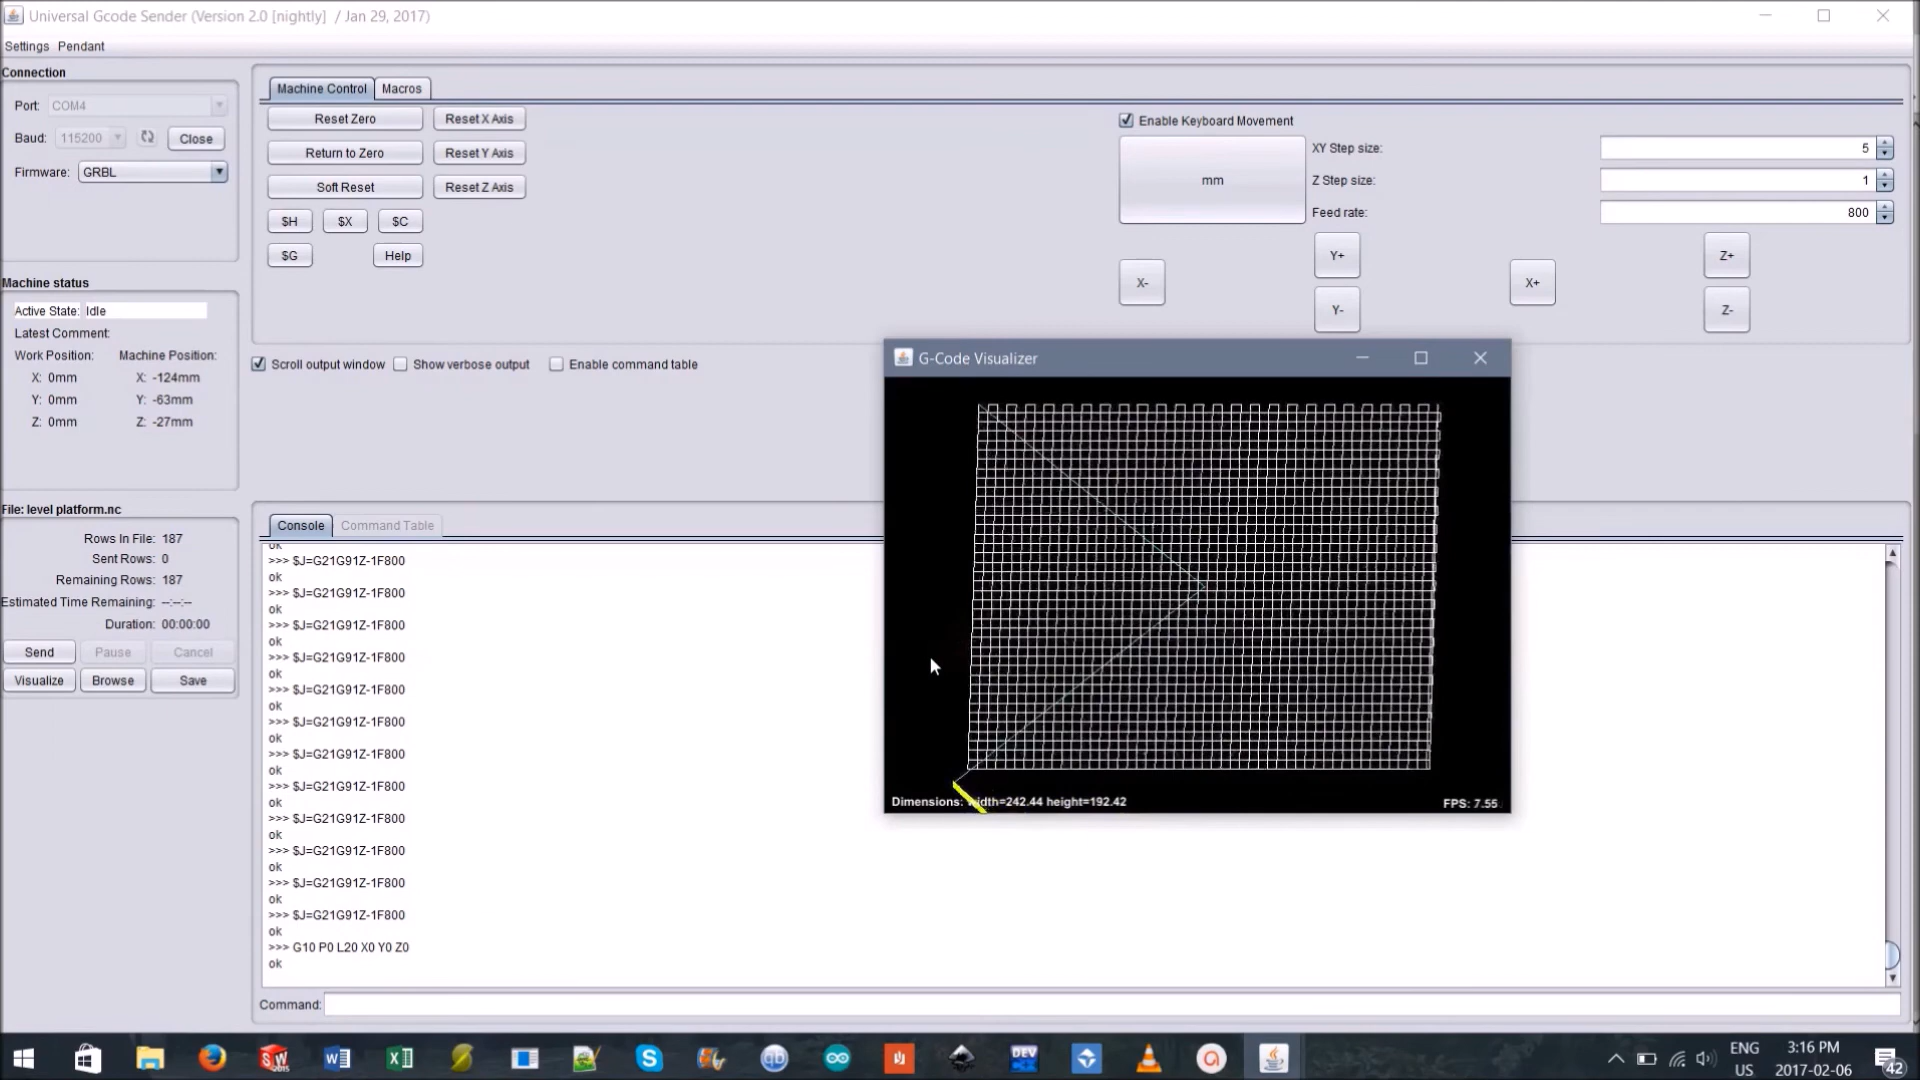 Universal Gcode Sender (Version 2.0 [nightly]  / Jan 29, 2017)
Settings Pendant
Connection
Port: COM4
Baud: 115200 Close
Firmware: GRBL
Machine status
Active State: Idle
Latest Comment:
Work Position: Machine Position:
X: 0mm X: -124mm
Y: 0mm Y: -63mm
Z: 0mm Z: -27mm
File: level platform.nc
Rows In File: 187
Sent Rows: 0
Remaining Rows: 187
Estimated Time Remaining: --:--:--
Duration: 00:00:00
Send Pause Cancel
Visualize Browse Save
Machine Control Macros
Reset Zero Reset X Axis
Return to Zero Reset Y Axis
Soft Reset Reset Z Axis
$H $X $C
$G Help
Enable Keyboard Movement
mm
XY Step size: 5
Z Step size: 1
Feed rate: 800
X- Y+ Y- X+ Z+ Z-
Scroll output window Show verbose output Enable command table
Console Command Table
ok
>>> $J=G21G91Z-1F800
ok
>>> $J=G21G91Z-1F800
ok
>>> $J=G21G91Z-1F800
ok
>>> $J=G21G91Z-1F800
ok
>>> $J=G21G91Z-1F800
ok
>>> $J=G21G91Z-1F800
ok
>>> $J=G21G91Z-1F800
ok
>>> $J=G21G91Z-1F800
ok
>>> $J=G21G91Z-1F800
ok
>>> $J=G21G91Z-1F800
ok
>>> $J=G21G91Z-1F800
ok
>>> $J=G21G91Z-1F800
ok
>>> G10 P0 L20 X0 Y0 Z0
ok
Command:
G-Code Visualizer
Dimensions: width=242.44 height=192.42
FPS: 7.55
SW
2015
DEV
ENG
US
3:16 PM
2017-02-06
42